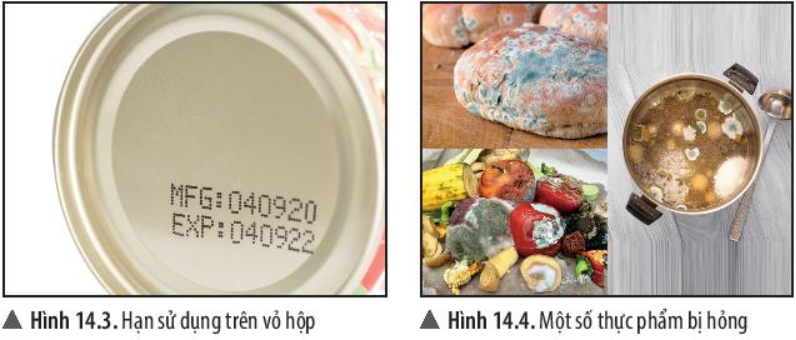 MFG:040920
EXP:040922
▲ Hình 14.3. Hạn sử dụng trên vỏ hộp
▲ Hình 14.4. Một số thực phẩm bị hỏng